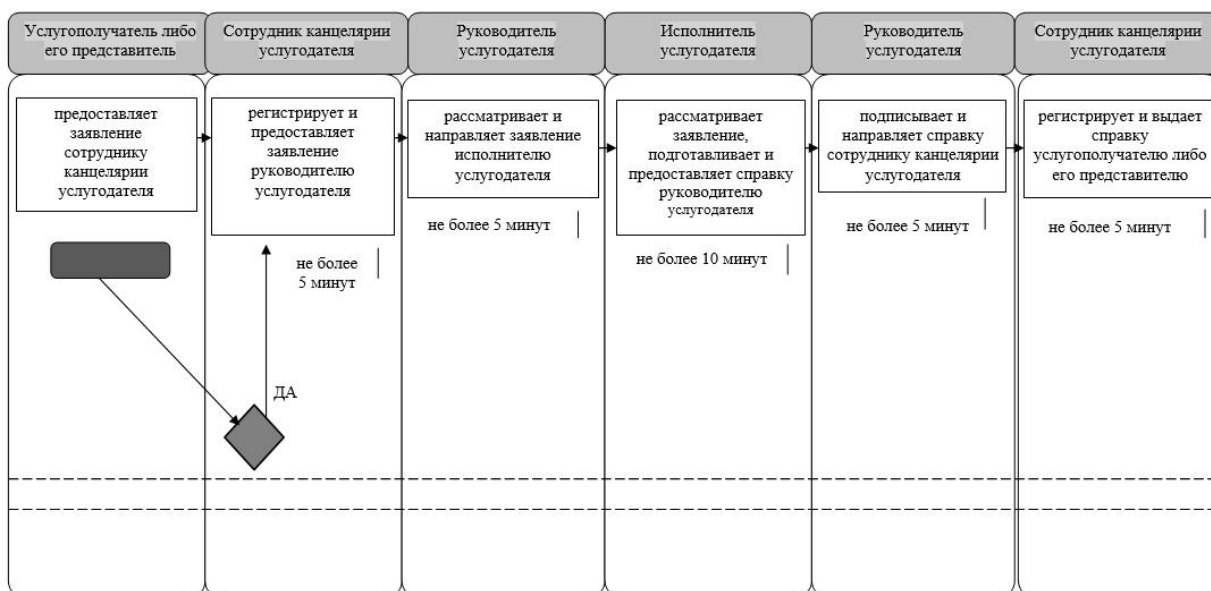 Услугополучатель либо
его представитель
Сотрудник канцелярии
услугодателя
Руководитель
услугодателя
Исполнитель
услугодателя
Руководитель
услугодателя
Сотрудник канцелярии
услугодателя
предоставляет
заявление
сотруднику
канцелярии
услугодателя
регистрирует и
предоставляет
заявление
руководителю
услугодателя
рассматривает и
направляет заявление
исполнителю
услугодателя
рассматривает
заявление,
подготавливает и
предоставляет справку
руководителю
услугодателя
подписывает и
направляет справку
сотруднику канцелярии
услугодателя
регистрирует и выдает
справку
услугополучателю либо
его представителю
не более
5 минут
не более 5 минут
не более 10 минут
не более 5 минут
не более 5 минут
ДА